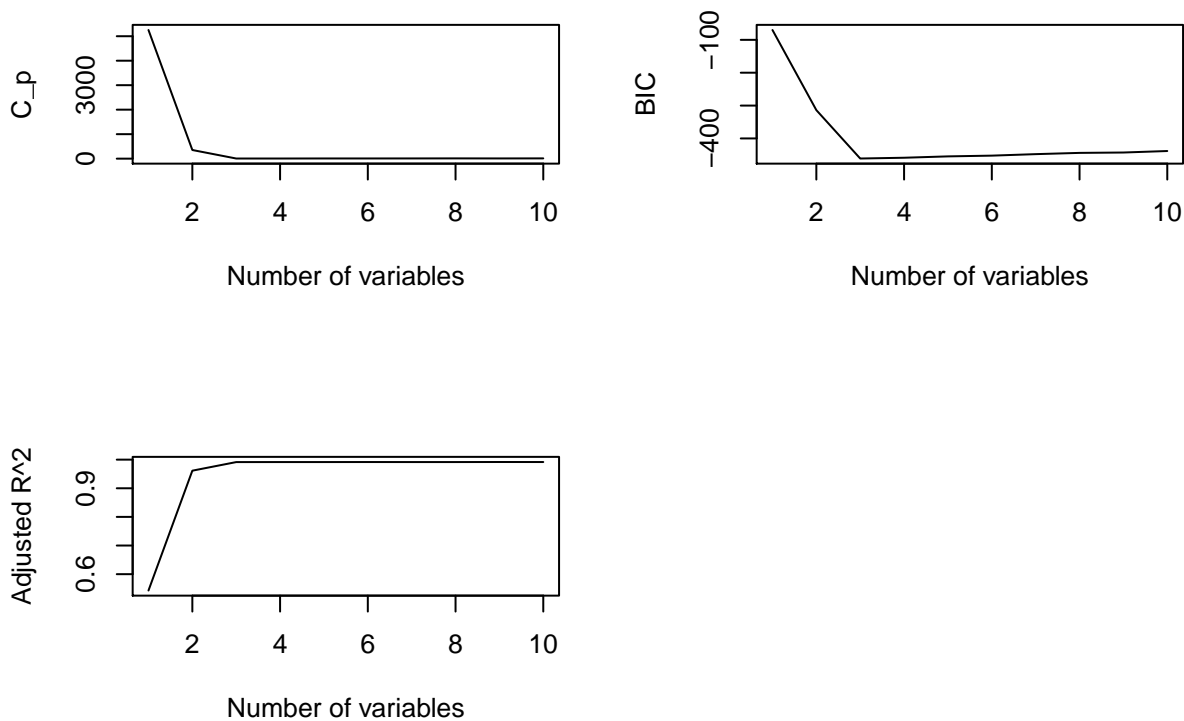 C_p
3000
0
2 4 6 8 10
Number of variables
BIC
−100
−400
2 4 6 8 10
Number of variables
Adjusted R^2
0.9
0.6
2 4 6 8 10
Number of variables